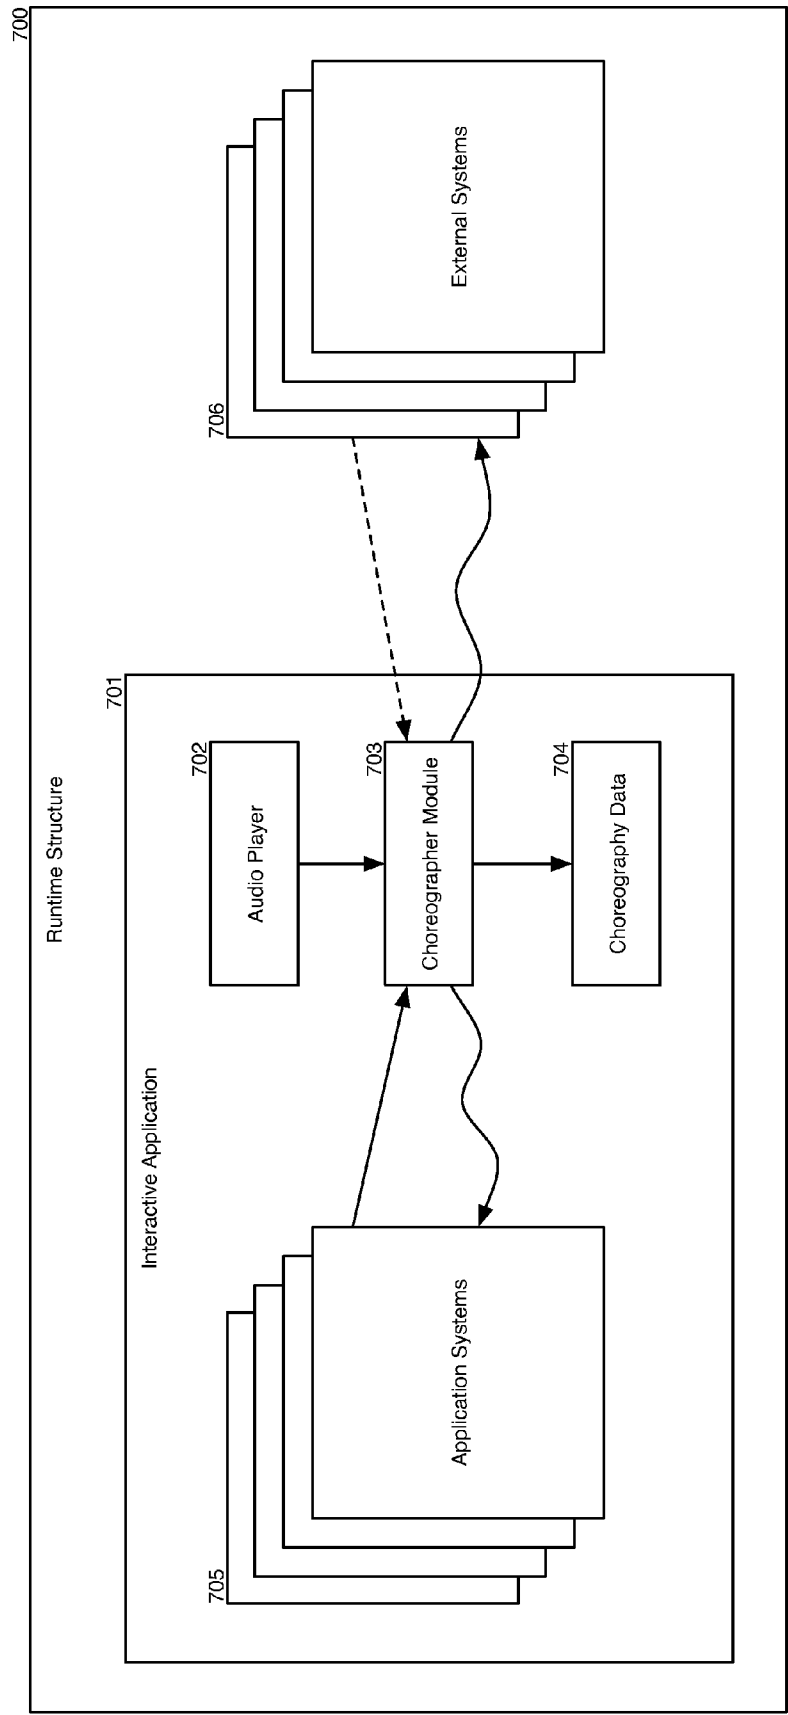 700
Runtime Structure
701
Interactive Application
705
Application Systems
702
Audio Player
703
Choreographer Module
704
Choreography Data
706
External Systems